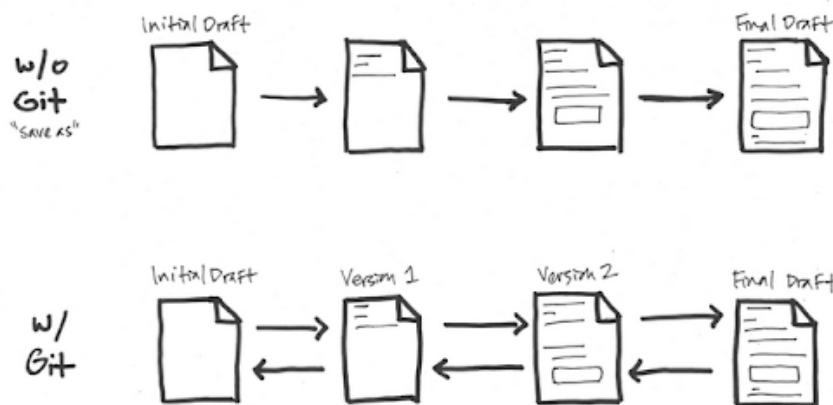 Initial Draft
Final Draft
w/o
Git
"save as"
Initial Draft
Version 1
Version 2
Final Draft
w/
Git